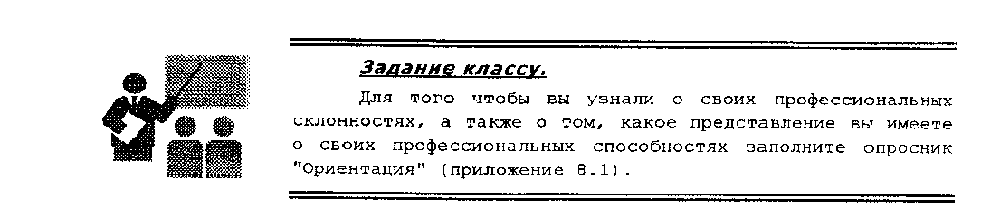 Задание классу.
Для того чтобы вы узнали о своих профессиональных
склонностях, а также о том, какое представление вы имеете
о своих профессиональных способностях заполните опросник
"Ориентация" (приложение 8.1).